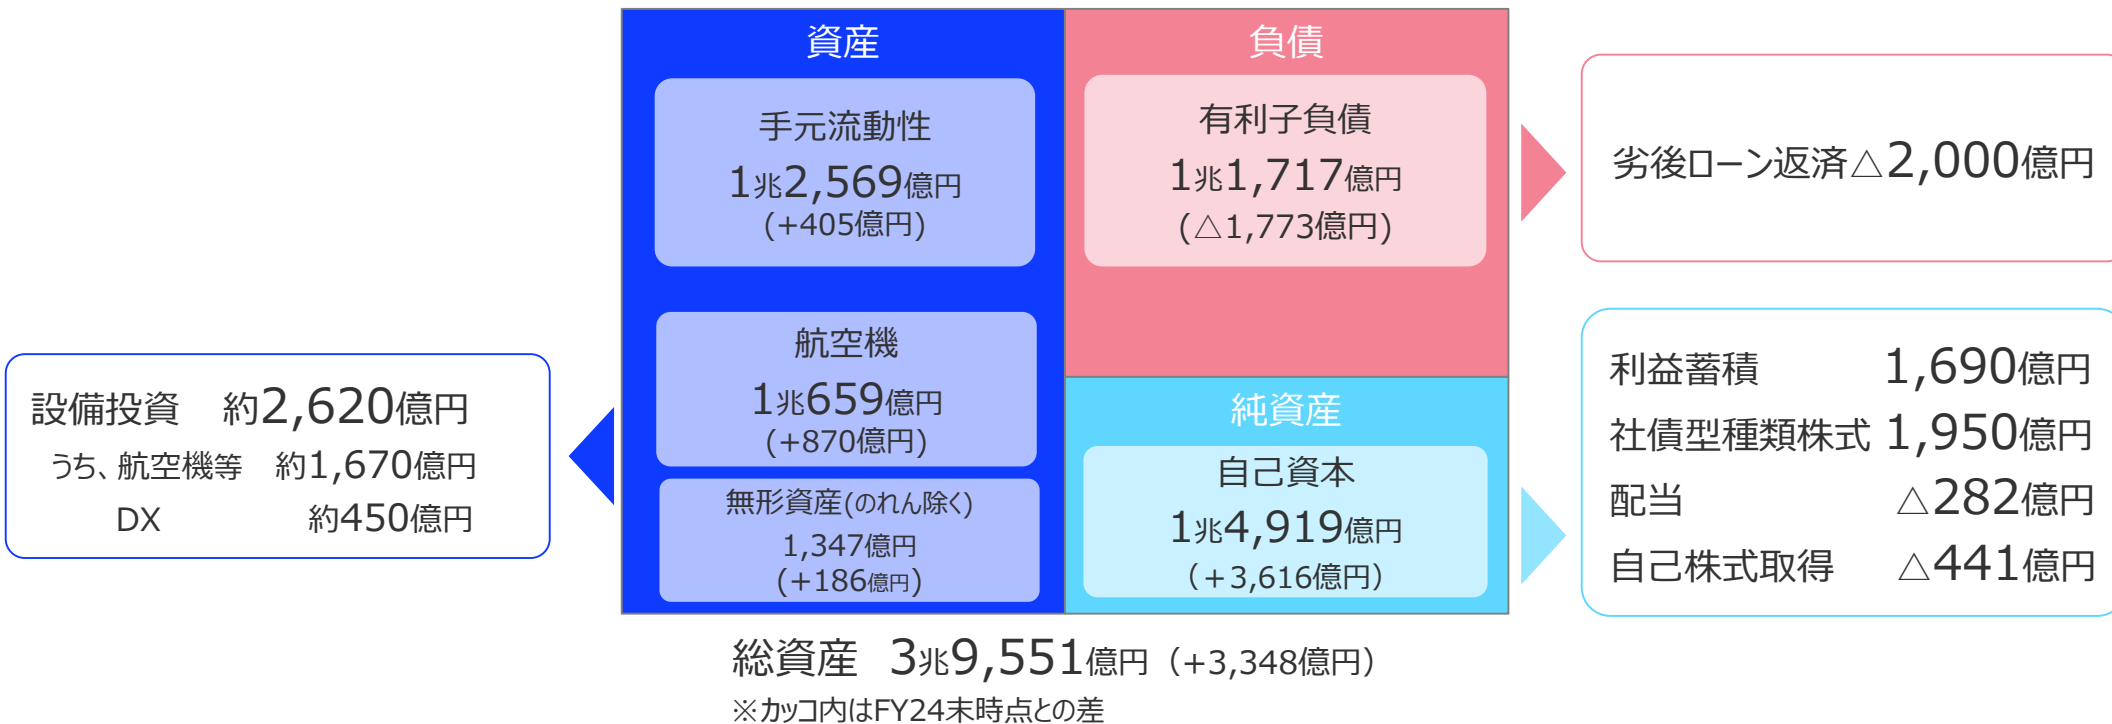 資産
手元流動性
1兆2,569億円
(+405億円)
航空機
1兆659億円
(+870億円)
無形資産(のれん除く)
1,347億円
(+186億円)
負債
有利子負債
1兆1,717億円
(△1,773億円)
純資産
自己資本
1兆4,919億円
（+3,616億円）
劣後ローン返済△2,000億円
利益蓄積 1,690億円
社債型種類株式 1,950億円
配当 △282億円
自己株式取得 △441億円
設備投資 約2,620億円
うち、航空機等 約1,670億円
DX 約450億円
総資産 3兆9,551億円（+3,348億円）
※カッコ内はFY24末時点との差